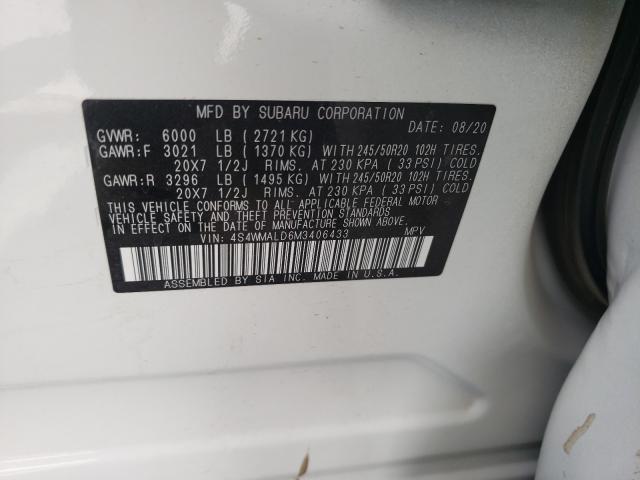 MFD BY SUBARU CORPORATION
DATE: 08/20
GVWR: 6000 LB ( 2721 KG)
GAWR:F 3021 LB ( 1370 KG) WITH 245/50R20 102H TIRES.
20X7 1/2J RIMS. AT 230 KPA ( 33 PSI) COLD
GAWR:R 3296 LB ( 1495 KG) WITH 245/50R20 102H TIRES.
20X7 1/2J RIMS. AT 230 KPA ( 33 PSI) COLD
THIS VEHICLE CONFORMS TO ALL APPLICABLE FEDERAL MOTOR
VEHICLE SAFETY AND THEFT PREVENTION STANDARDS
IN EFFECT ON THE DATE OF MANUFACTURE SHOWN ABOVE.
VIN: 4S4WMALD6M3406433 MPV
ASSEMBLED BY SIA INC. MADE IN U.S.A.